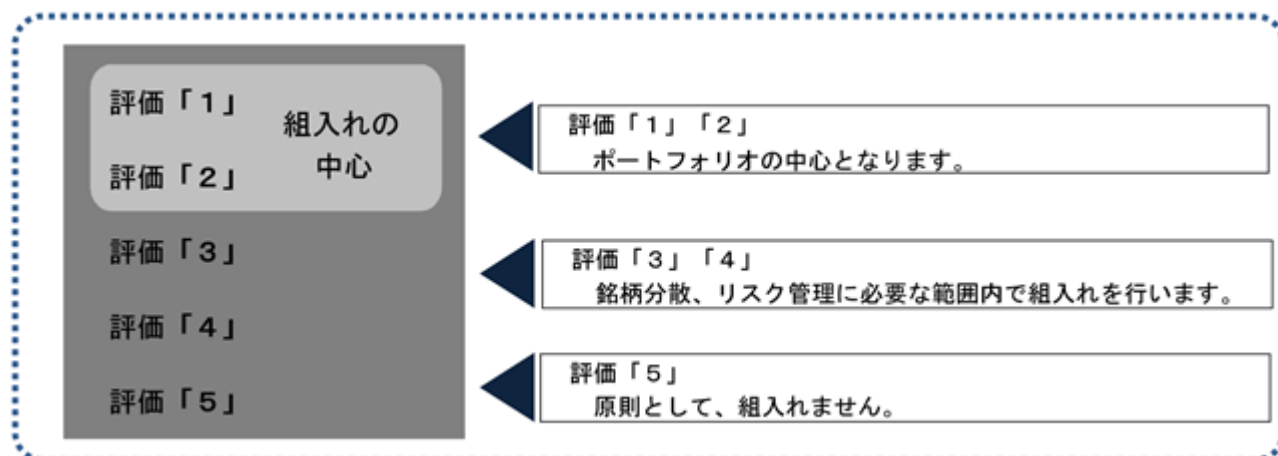 評価「１」
評価「２」
組入れの
中心
評価「３」
評価「４」
評価「５」
評価「１」「２」
ポートフォリオの中心となります。
評価「３」「４」
銘柄分散、リスク管理に必要な範囲内で組入れを行います。
評価「５」
原則として、組入れません。